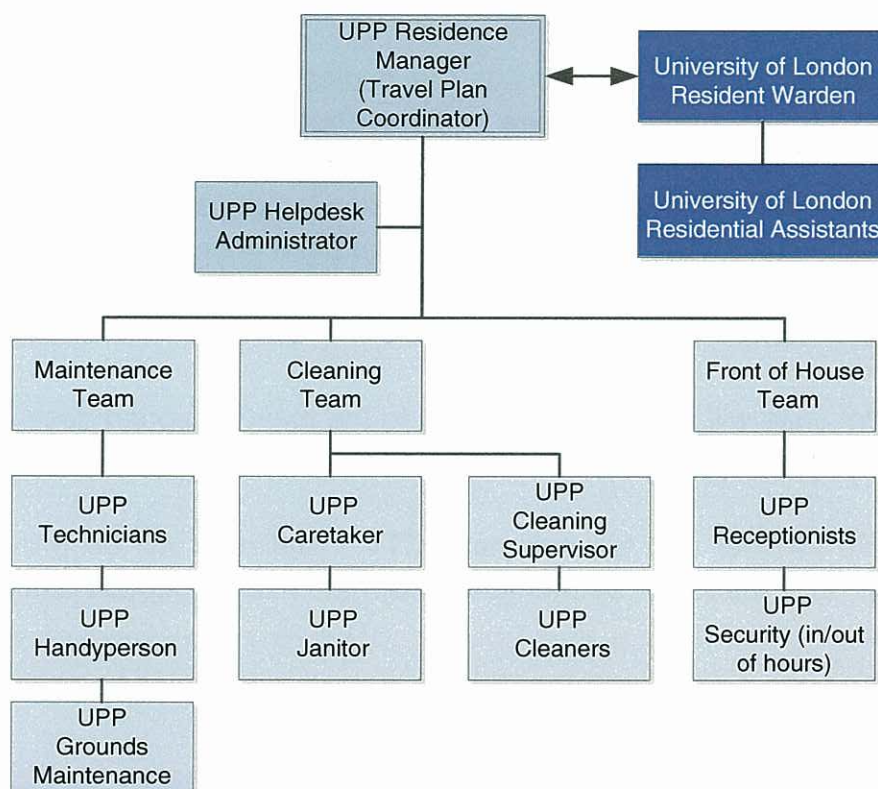 UPP Residence
Manager
(Travel Plan
Coordinator)
University of London
Resident Warden
University of London
Residential Assistants
UPP Helpdesk
Administrator
Maintenance
Team
Cleaning
Team
Front of House
Team
UPP
Technicians
UPP
Caretaker
UPP
Cleaning
Supervisor
UPP
Receptionists
UPP
Handyperson
UPP
Janitor
UPP
Cleaners
UPP
Security (in/out
of hours)
UPP
Grounds
Maintenance